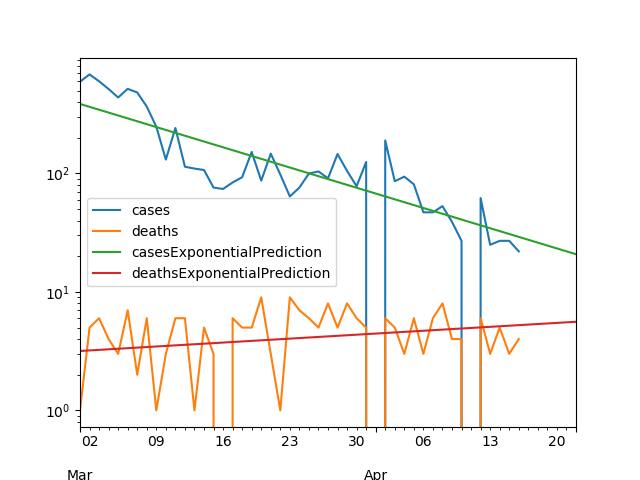 10²
10¹
10⁰
cases
deaths
casesExponentialPrediction
deathsExponentialPrediction
02 09 16 23 30 06 13 20
Mar Apr